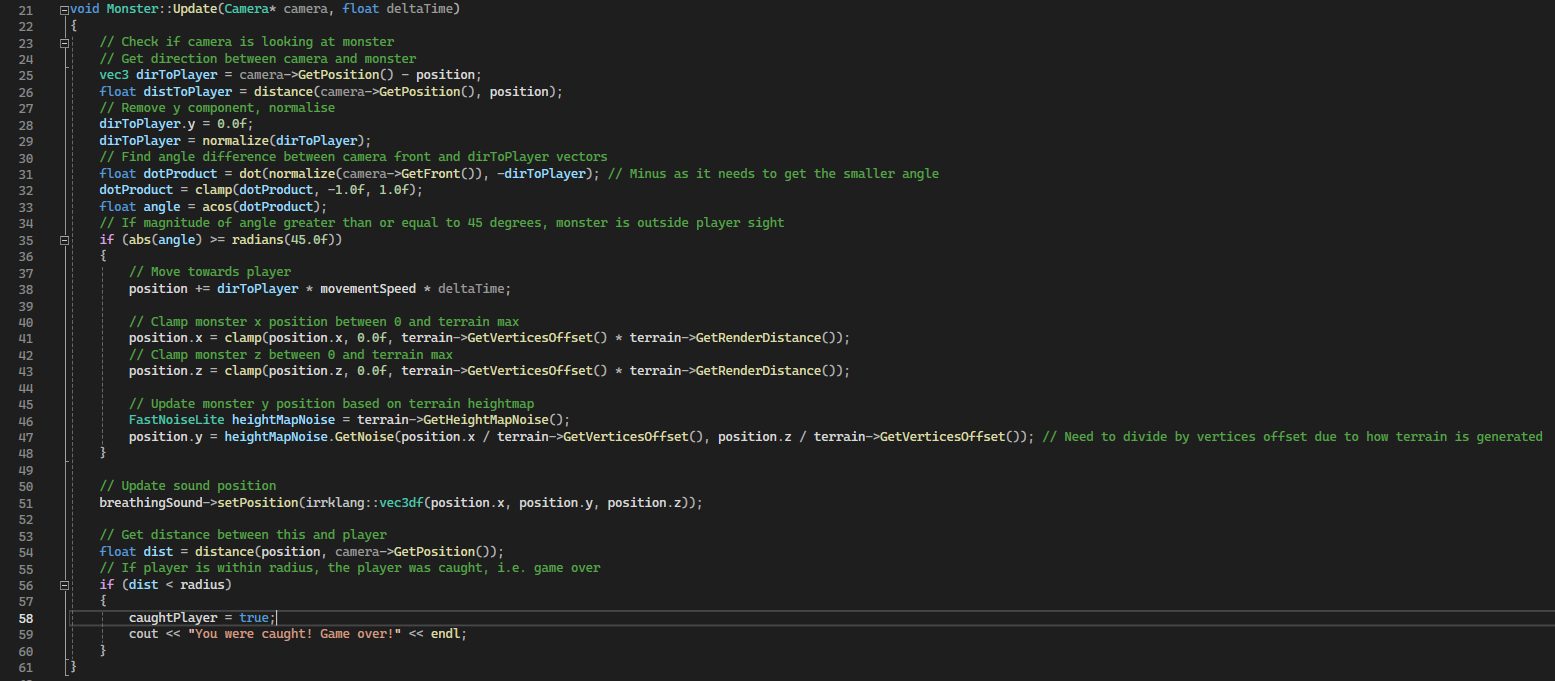 21 void Monster::Update(Camera* camera, float deltaTime)
22 {
23     // Check if camera is looking at monster
24     // Get direction between camera and monster
25     vec3 dirToPlayer = camera->GetPosition() - position;
26     float distToPlayer = distance(camera->GetPosition(), position);
27     // Remove y component, normalise
28     dirToPlayer.y = 0.0f;
29     dirToPlayer = normalize(dirToPlayer);
30     // Find angle difference between camera front and dirToPlayer vectors
31     float dotProduct = dot(normalize(camera->GetFront()), -dirToPlayer); // Minus as it needs to get the smaller angle
32     dotProduct = clamp(dotProduct, -1.0f, 1.0f);
33     float angle = acos(dotProduct);
34     // If magnitude of angle greater than or equal to 45 degrees, monster is outside player sight
35     if (abs(angle) >= radians(45.0f))
36     {
37         // Move towards player
38         position += dirToPlayer * movementSpeed * deltaTime;
39
40         // Clamp monster x position between 0 and terrain max
41         position.x = clamp(position.x, 0.0f, terrain->GetVerticesOffset() * terrain->GetRenderDistance());
42         // Clamp monster z between 0 and terrain max
43         position.z = clamp(position.z, 0.0f, terrain->GetVerticesOffset() * terrain->GetRenderDistance());
44
45         // Update monster y position based on terrain heightmap
46         FastNoiseLite heightMapNoise = terrain->GetHeightMapNoise();
47         position.y = heightMapNoise.GetNoise(position.x / terrain->GetVerticesOffset(), position.z / terrain->GetVerticesOffset()); // Need to divide by vertices offset due to how terrain is generated
48     }
49
50     // Update sound position
51     breathingSound->setPosition(irrklang::vec3df(position.x, position.y, position.z));
52
53     // Get distance between this and player
54     float dist = distance(position, camera->GetPosition());
55     // If player is within radius, the player was caught, i.e. game over
56     if (dist < radius)
57     {
58         caughtPlayer = true;
59         cout << "You were caught! Game over!" << endl;
60     }
61 }